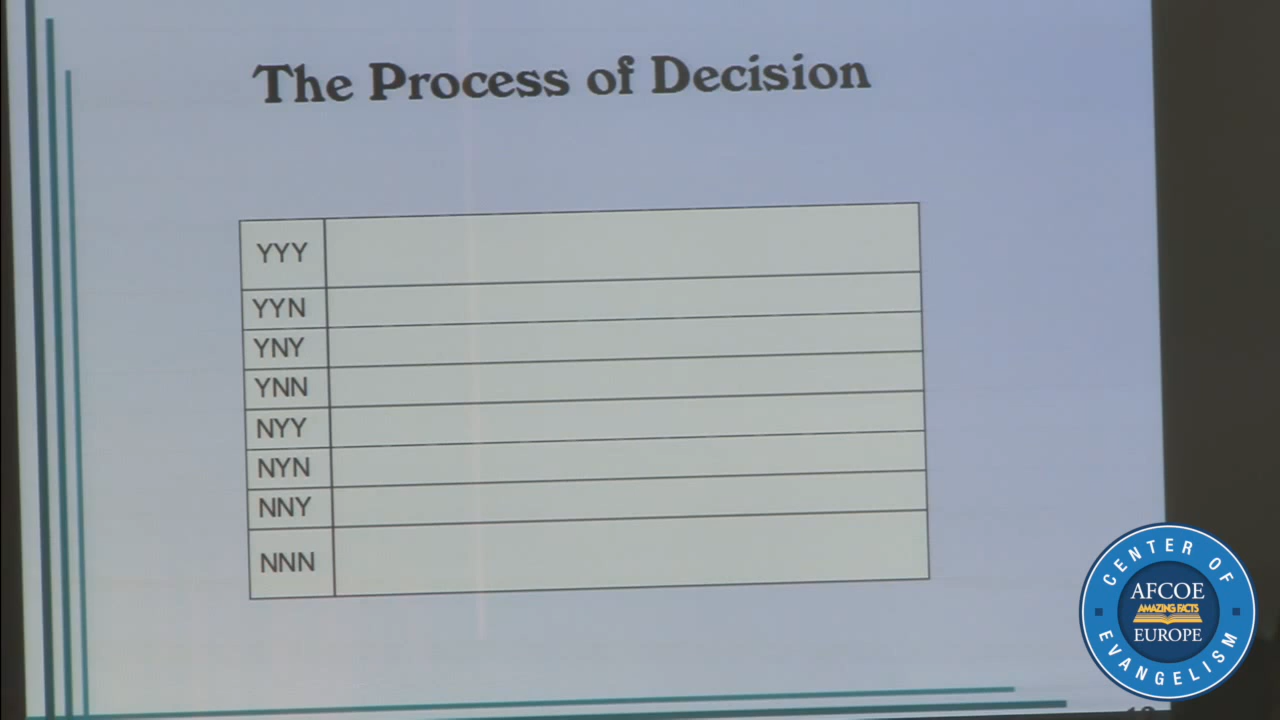 The Process of Decision
YYY
YYN
YNY
YNN
NYY
NYN
NNY
NNN
CENTER OF
AFCOE
AMAZING FACTS
EUROPE
EVANGELISM